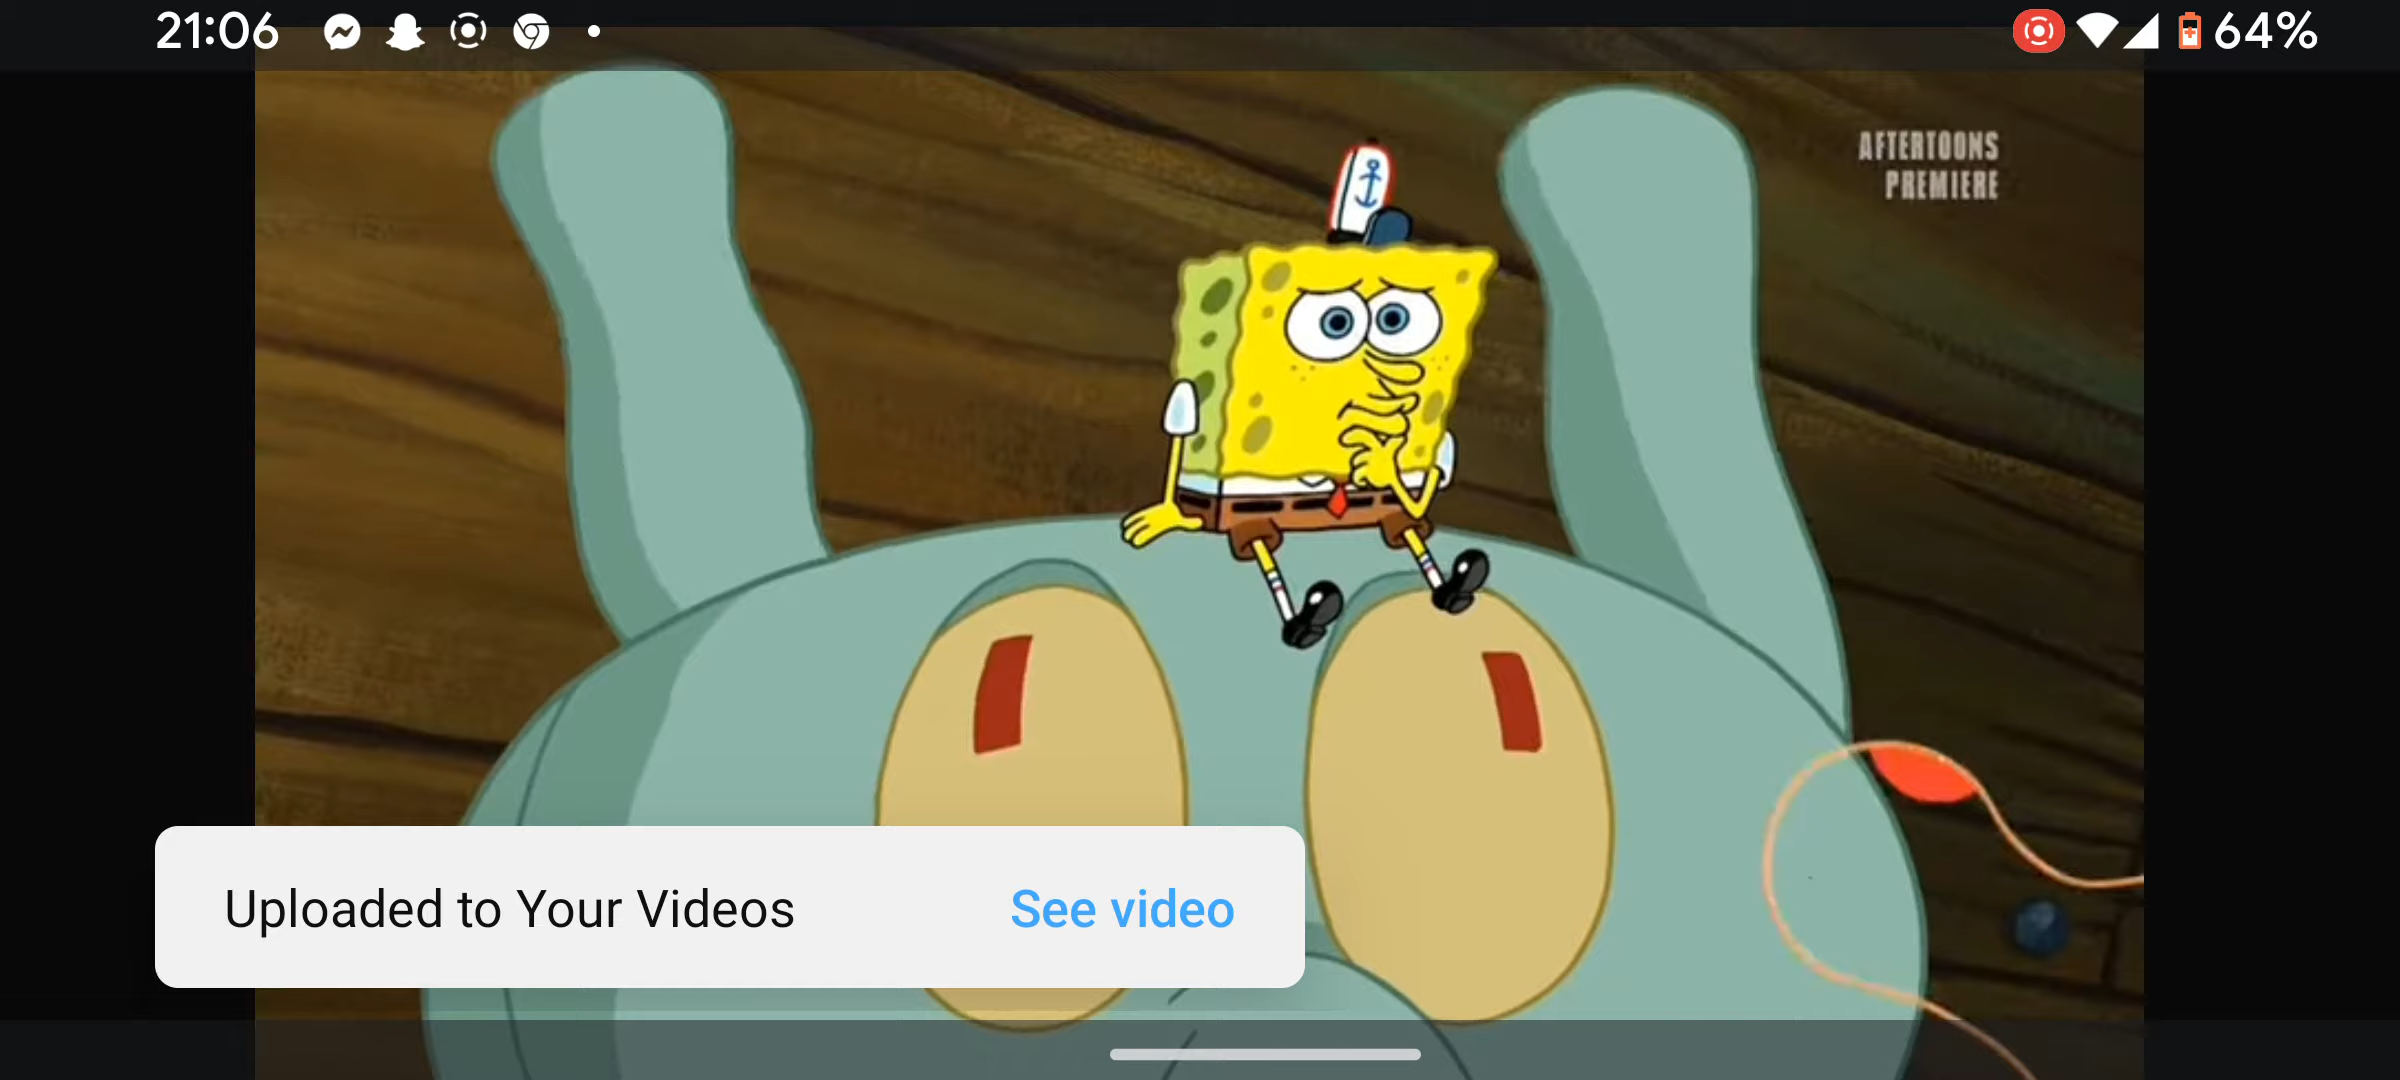 21:06
64%
AFTERTOONS
PREMIERE
Uploaded to Your Videos
See video